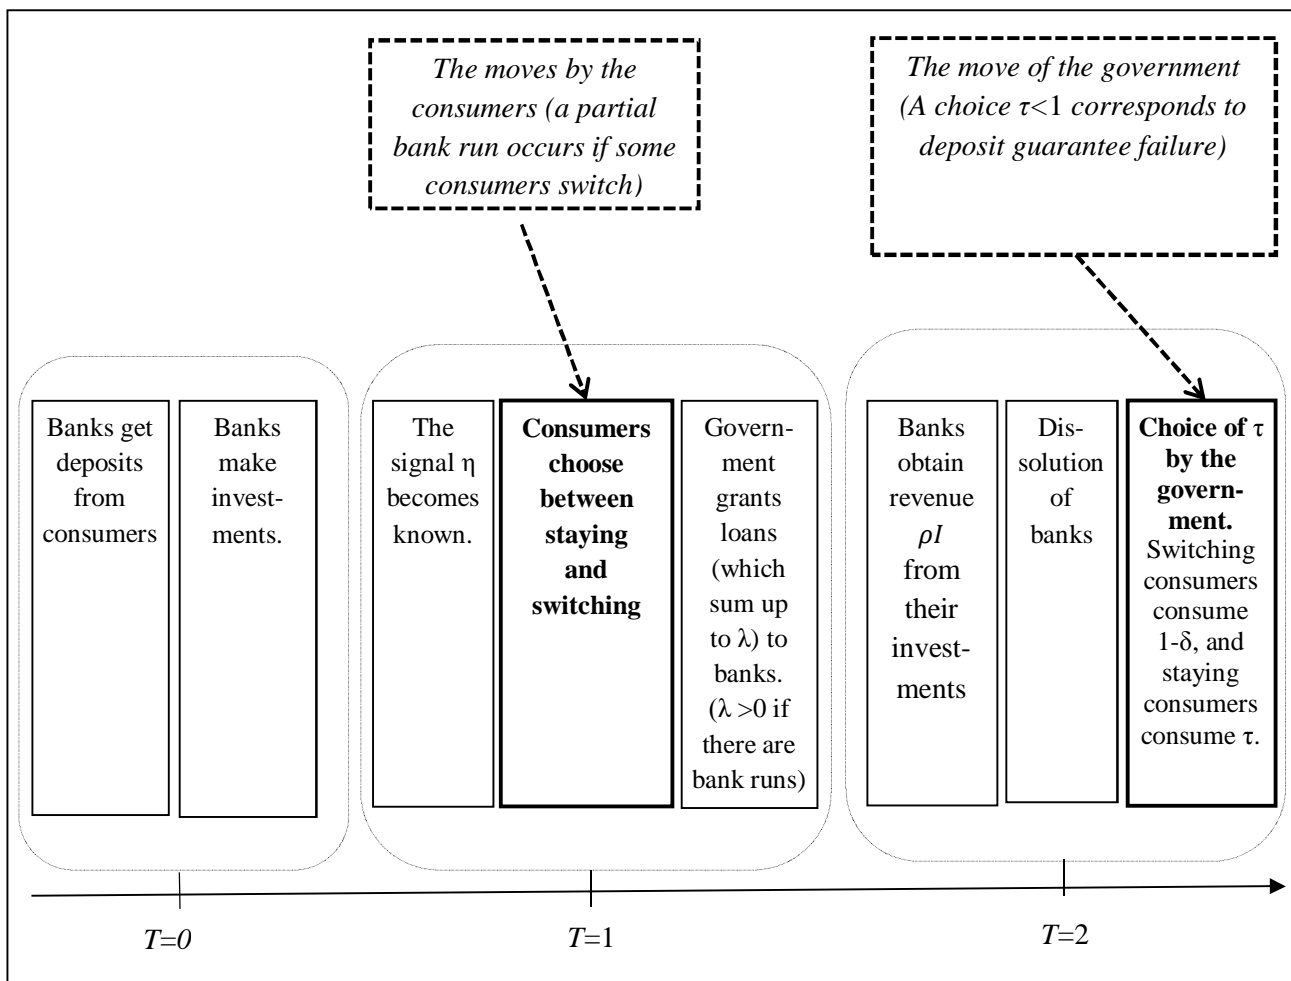 The moves by the
consumers (a partial
bank run occurs if some
consumers switch)
The move of the government
(A choice τ<1 corresponds to
deposit guarantee failure)
Banks get
deposits
from
consumers
Banks
make
invest-
ments.
The
signal η
becomes
known.
Consumers
choose
between
staying
and
switching
Govern-
ment
grants
loans
(which
sum up
to λ) to
banks.
(λ >0 if
there are
bank runs)
Banks
obtain
revenue
ρI
from
their
invest-
ments
Dis-
solution
of
banks
Choice of τ
by the
govern-
ment.
Switching
consumers
consume
1-δ, and
staying
consumers
consume τ.
T=0
T=1
T=2